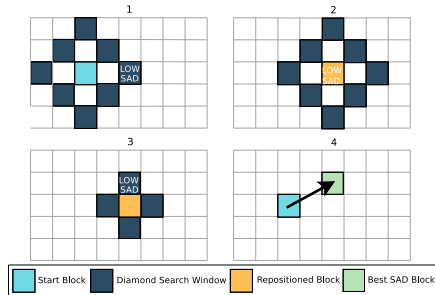 1
2
LOW
SAD
LOW
SAD
3
4
LOW
SAD
Start Block
Diamond Search Window
Repositioned Block
Best SAD Block